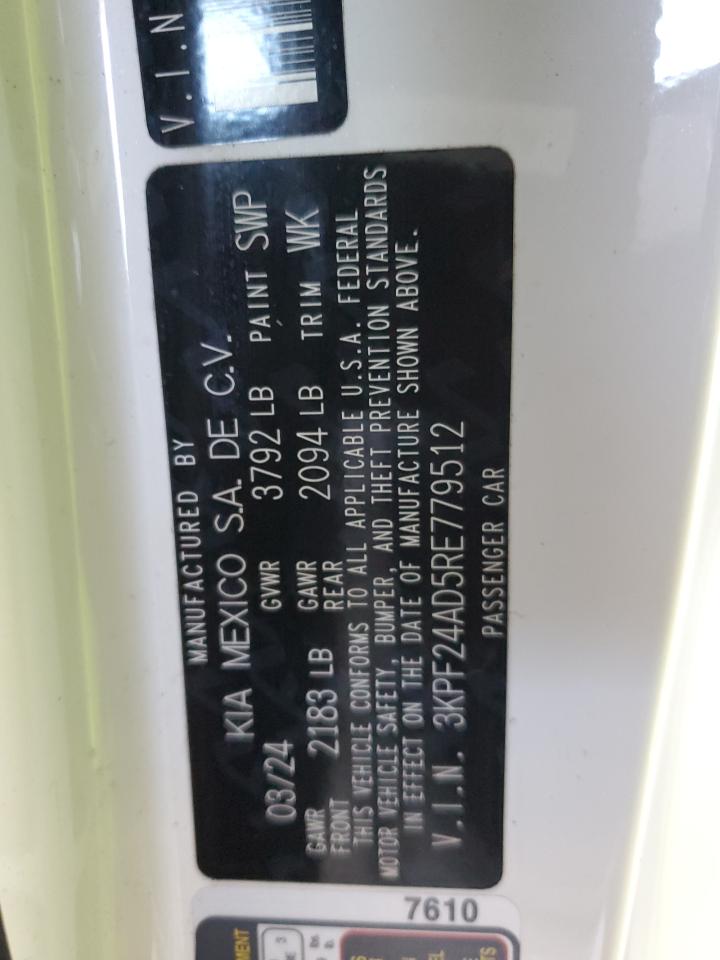 V.I.N
MANUFACTURED BY
KIA MEXICO S.A. DE C.V.
03/24 GVWR 3792 LB PAINT SWP
GAWR FRONT 2183 LB GAWR REAR 2094 LB TRIM WK
THIS VEHICLE CONFORMS TO ALL APPLICABLE U.S.A. FEDERAL
MOTOR VEHICLE SAFETY, BUMPER, AND THEFT PREVENTION STANDARDS
IN EFFECT ON THE DATE OF MANUFACTURE SHOWN ABOVE.
V.I.N. 3KPF24AD5RE779512
PASSENGER CAR
7610